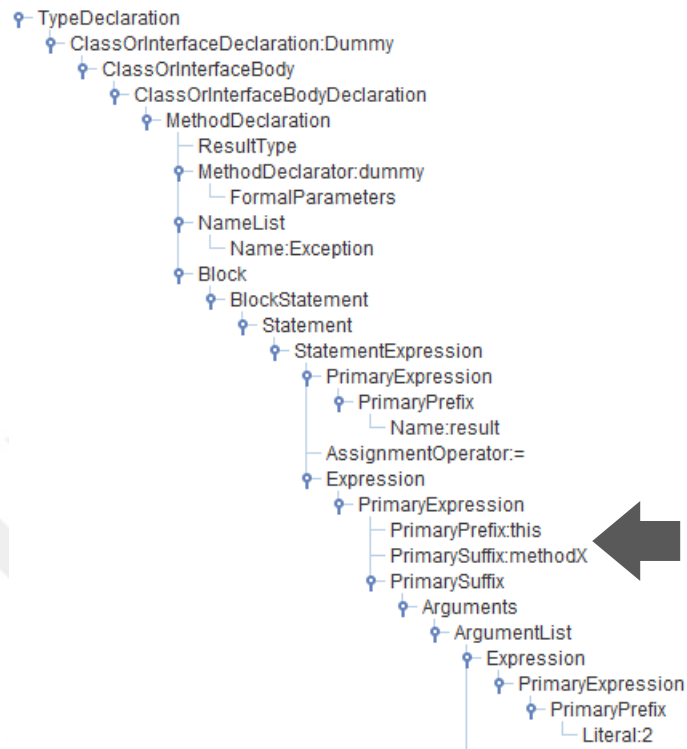 TypeDeclaration
ClassOrInterfaceDeclaration:Dummy
ClassOrInterfaceBody
ClassOrInterfaceBodyDeclaration
MethodDeclaration
ResultType
MethodDeclarator:dummy
FormalParameters
NameList
Name:Exception
Block
BlockStatement
Statement
StatementExpression
PrimaryExpression
PrimaryPrefix
Name:result
AssignmentOperator:=
Expression
PrimaryExpression
PrimaryPrefix:this
PrimarySuffix:methodX
PrimarySuffix
Arguments
ArgumentList
Expression
PrimaryExpression
PrimaryPrefix
Literal:2